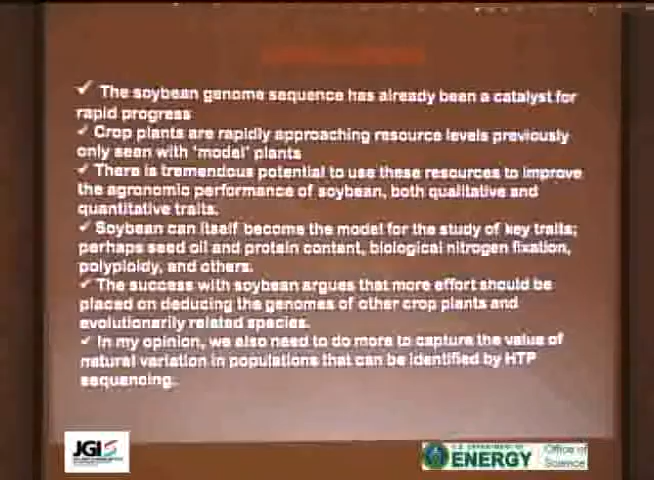 ✓ The soybean genome sequence has already been a catalyst for
rapid progress
✓ Crop plants are rapidly approaching resource levels previously
only seen with 'model' plants
✓ There is tremendous potential to use these resources to improve
the agronomic performance of soybean, both qualitative and
quantitative traits.
✓ Soybean can itself become the model for the study of key traits;
perhaps seed oil and protein content, biological nitrogen fixation,
polyploidy, and others.
✓ The success with soybean argues that more effort should be
placed on deducing the genomes of other crop plants and
evolutionarily related species.
✓ In my opinion, we also need to do more to capture the value of
natural variation in populations that can be identified by HTP
sequencing.
JGI
U.S. DEPARTMENT OF
ENERGY
Office of
Science